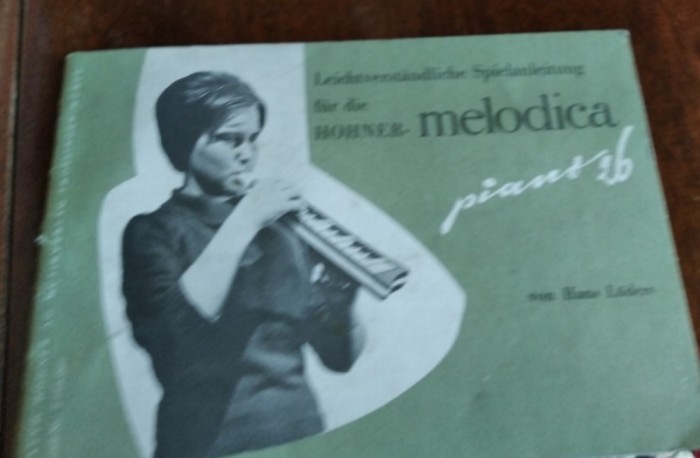 Leichtverständliche Spielanleitung
für die
HOHNER- melodica
piano 26
von Hans Lüders